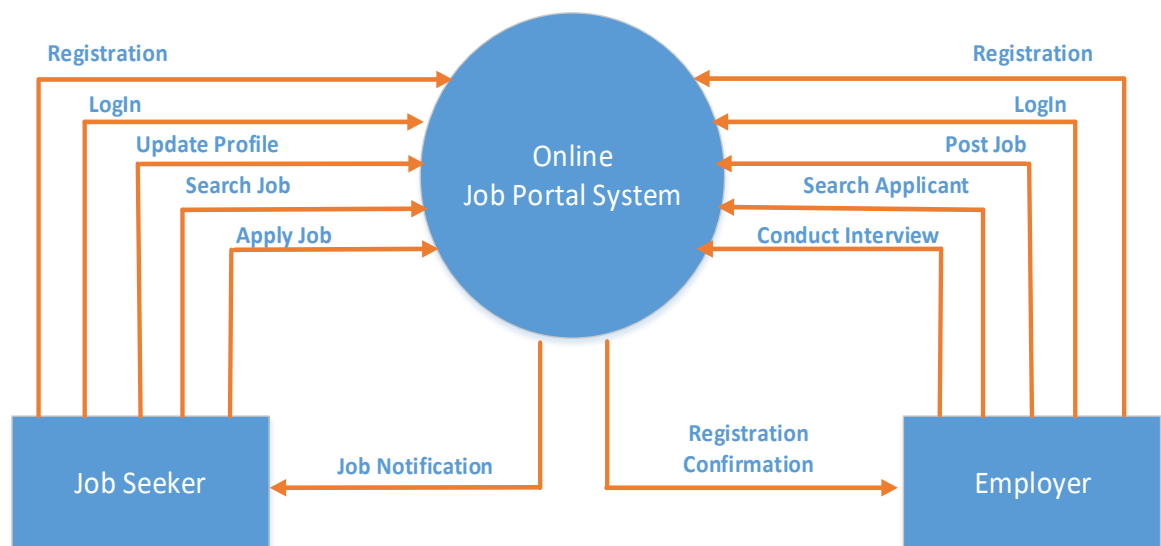 Registration
LogIn
Update Profile
Search Job
Apply Job
Online
Job Portal System
Registration
LogIn
Post Job
Search Applicant
Conduct Interview
Job Seeker
Job Notification
Registration
Confirmation
Employer